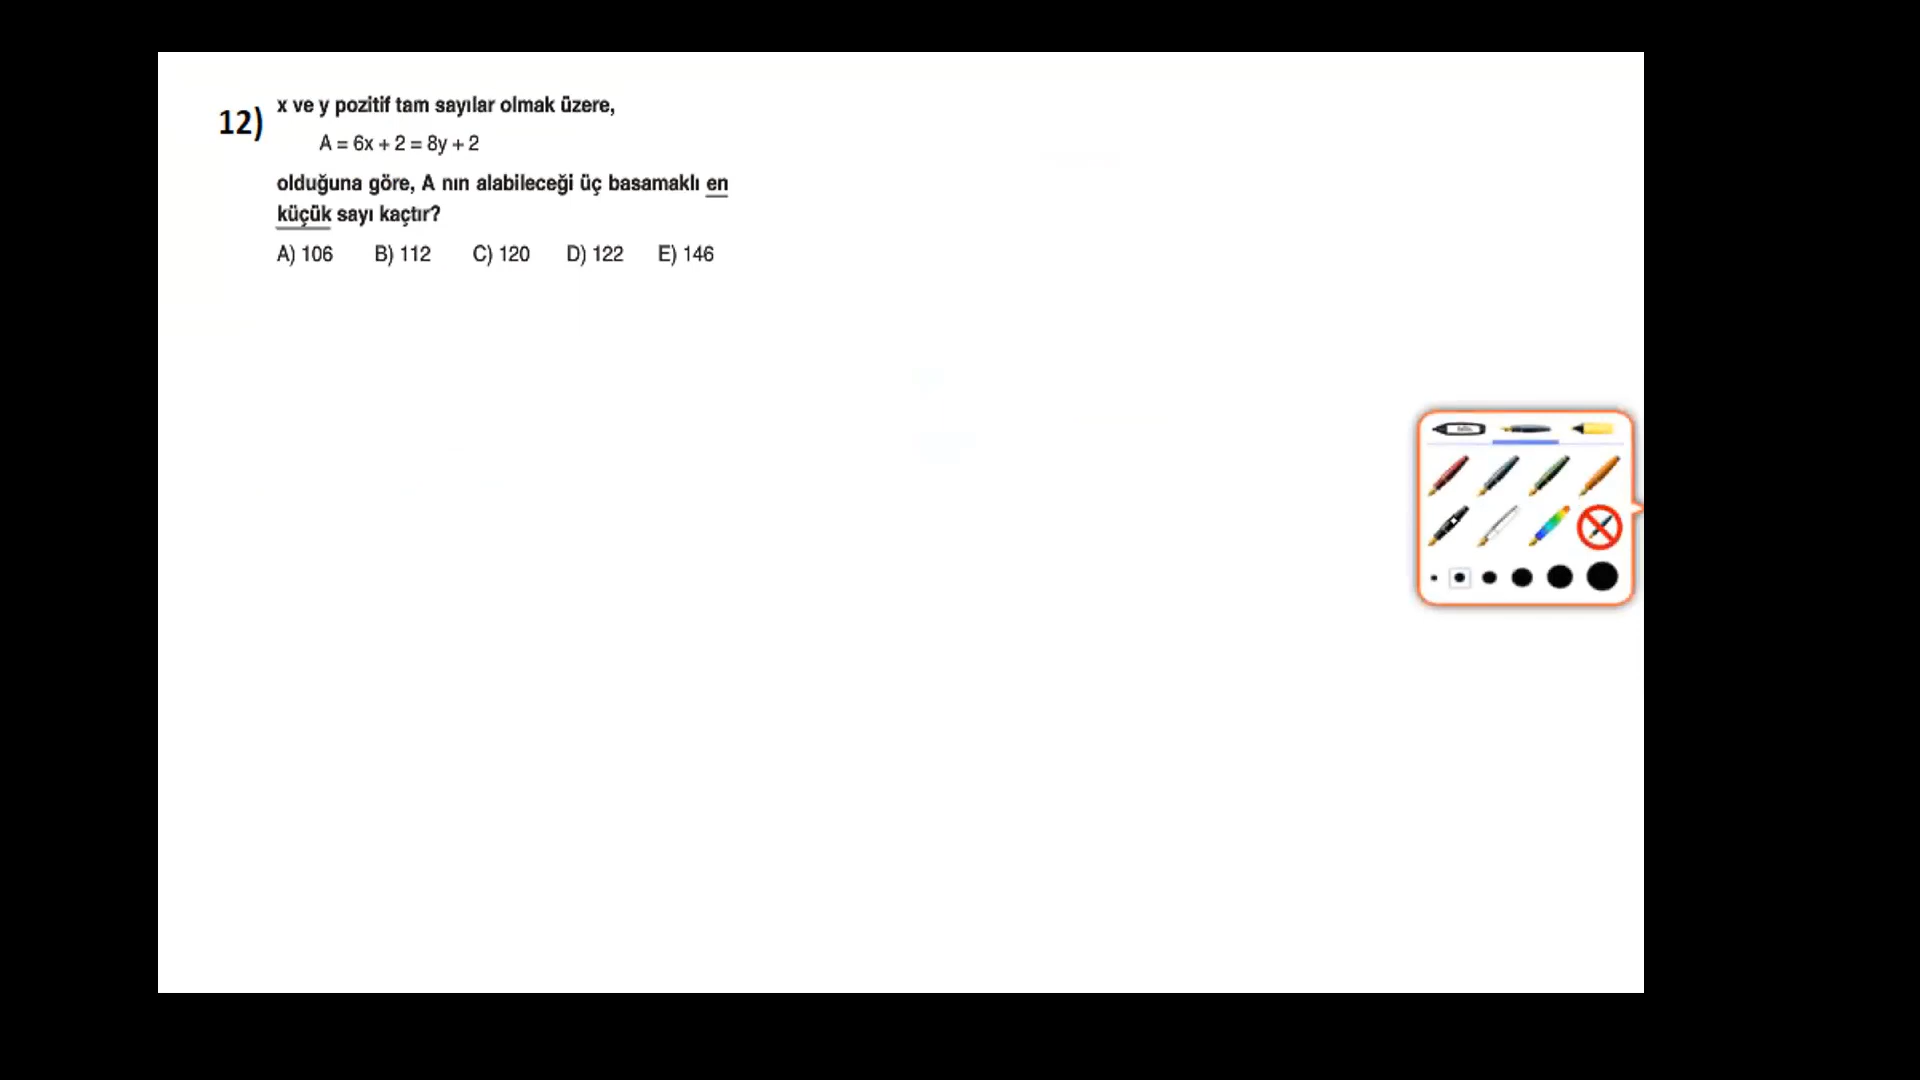 12)
x ve y pozitif tam sayılar olmak üzere,
A = 6x + 2 = 8y + 2
olduğuna göre, A nın alabileceği üç basamaklı en
küçük sayı kaçtır?
A) 106 B) 112 C) 120 D) 122 E) 146